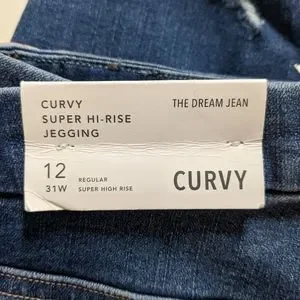 CURVY
SUPER HI-RISE
JEGGING
THE DREAM JEAN
12
31W
REGULAR
SUPER HIGH RISE
CURVY